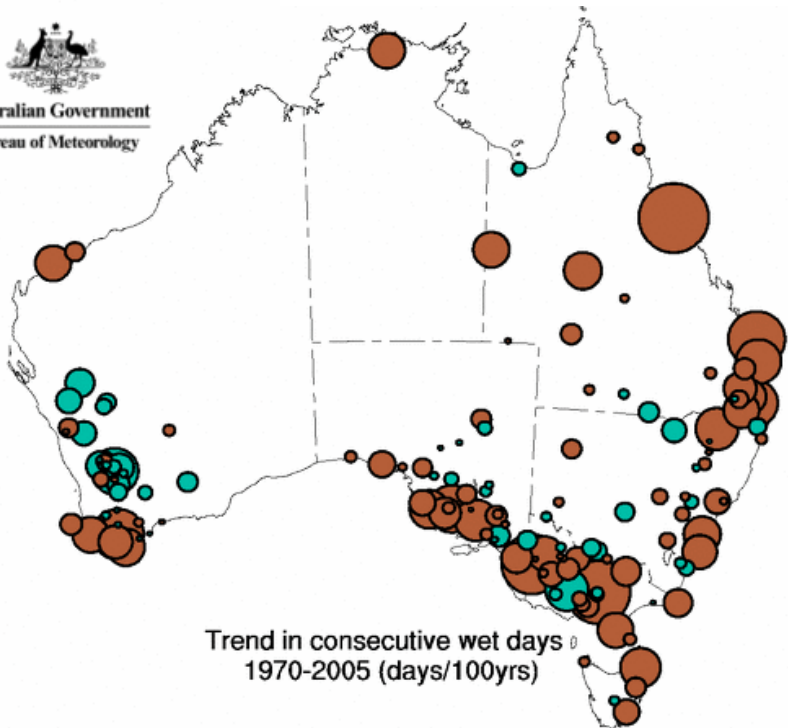 ralian Government
eau of Meteorology
Trend in consecutive wet days
1970-2005 (days/100yrs)